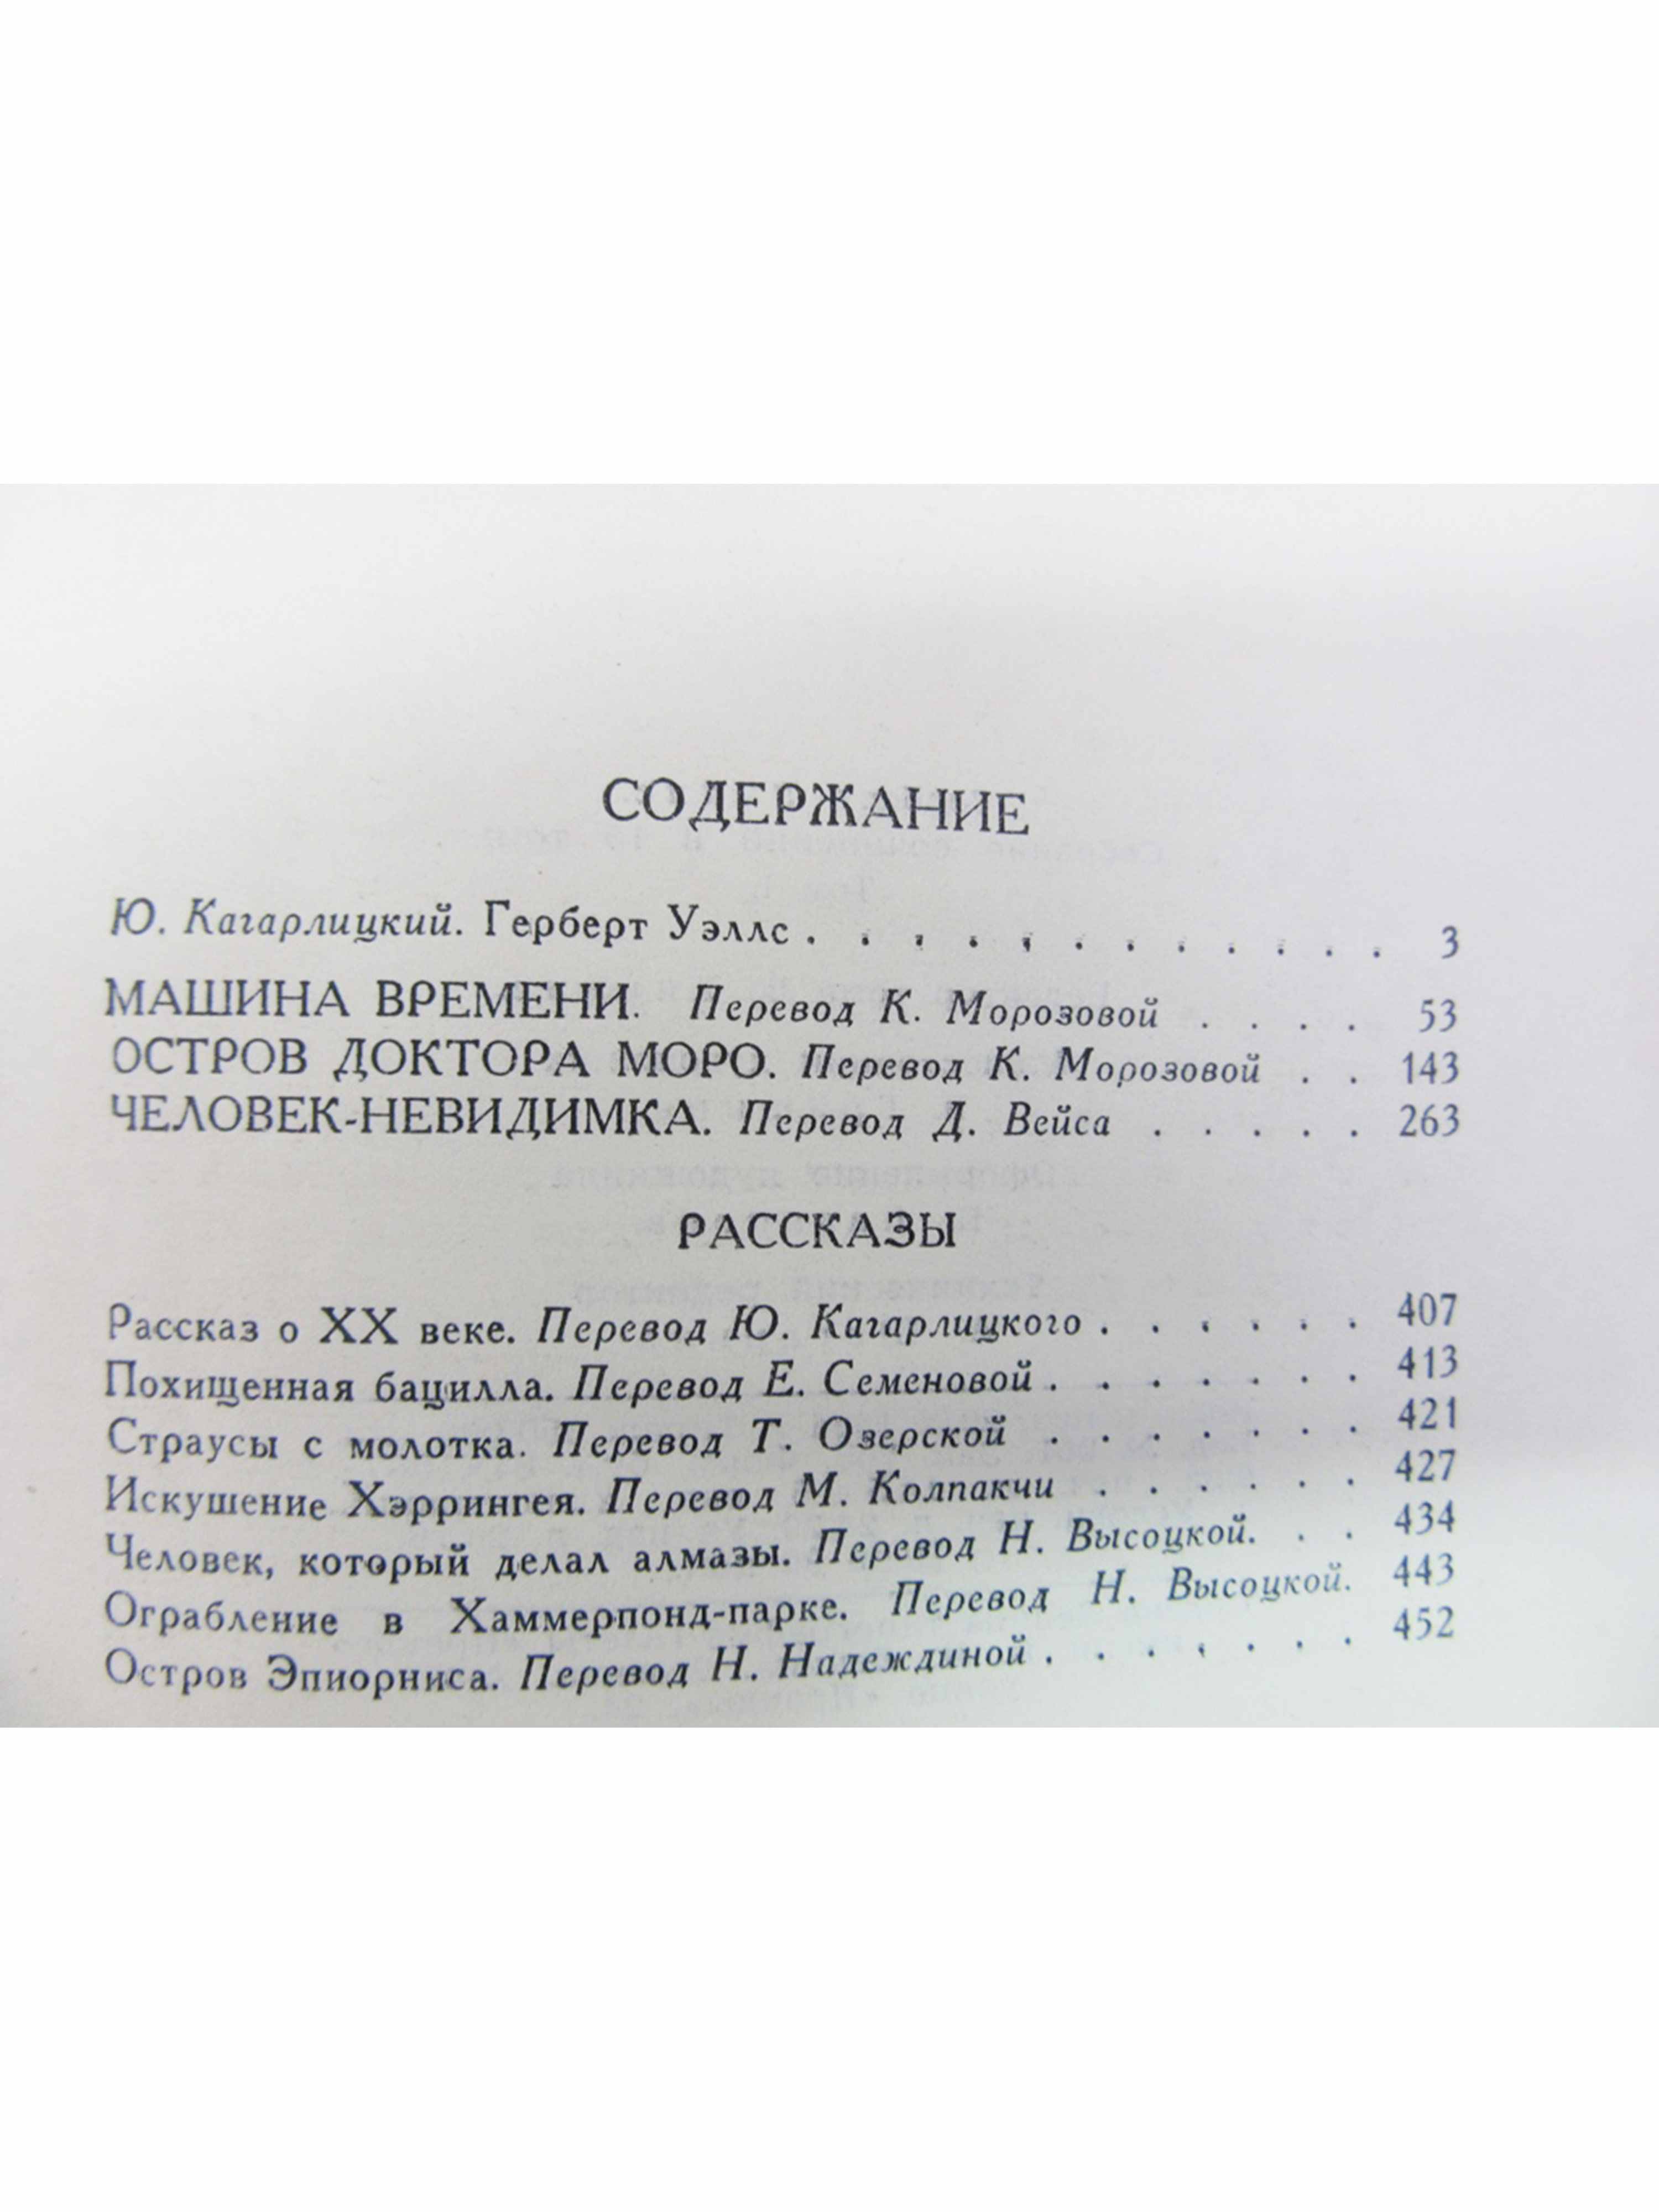 СОДЕРЖАНИЕ
Ю. Кагарлицкий. Герберт Уэллс . . . . . . . . . . . . 3
МАШИНА ВРЕМЕНИ. Перевод К. Морозовой . . . . 53
ОСТРОВ ДОКТОРА МОРО. Перевод К. Морозовой . . 143
ЧЕЛОВЕК-НЕВИДИМКА. Перевод Д. Вейса . . . . . 263
РАССКАЗЫ
Рассказ о XX веке. Перевод Ю. Кагарлицкого . . . . . . 407
Похищенная бацилла. Перевод Е. Семеновой . . . . . . . 413
Страусы с молотка. Перевод Т. Озерской . . . . . . . 421
Искушение Хэррингея. Перевод М. Колпакчи . . . . . . 427
Человек, который делал алмазы. Перевод Н. Высоцкой. . . 434
Ограбление в Хаммерпонд-парке. Перевод Н. Высоцкой. 443
Остров Эпиорниса. Перевод Н. Надеждиной . . . . . . . 452